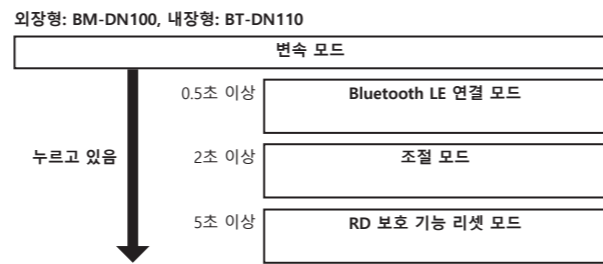 외장형: BM-DN100, 내장형: BT-DN110
변속 모드
0.5초 이상
Bluetooth LE 연결 모드
누르고 있음
2초 이상
조절 모드
5초 이상
RD 보호 기능 리셋 모드